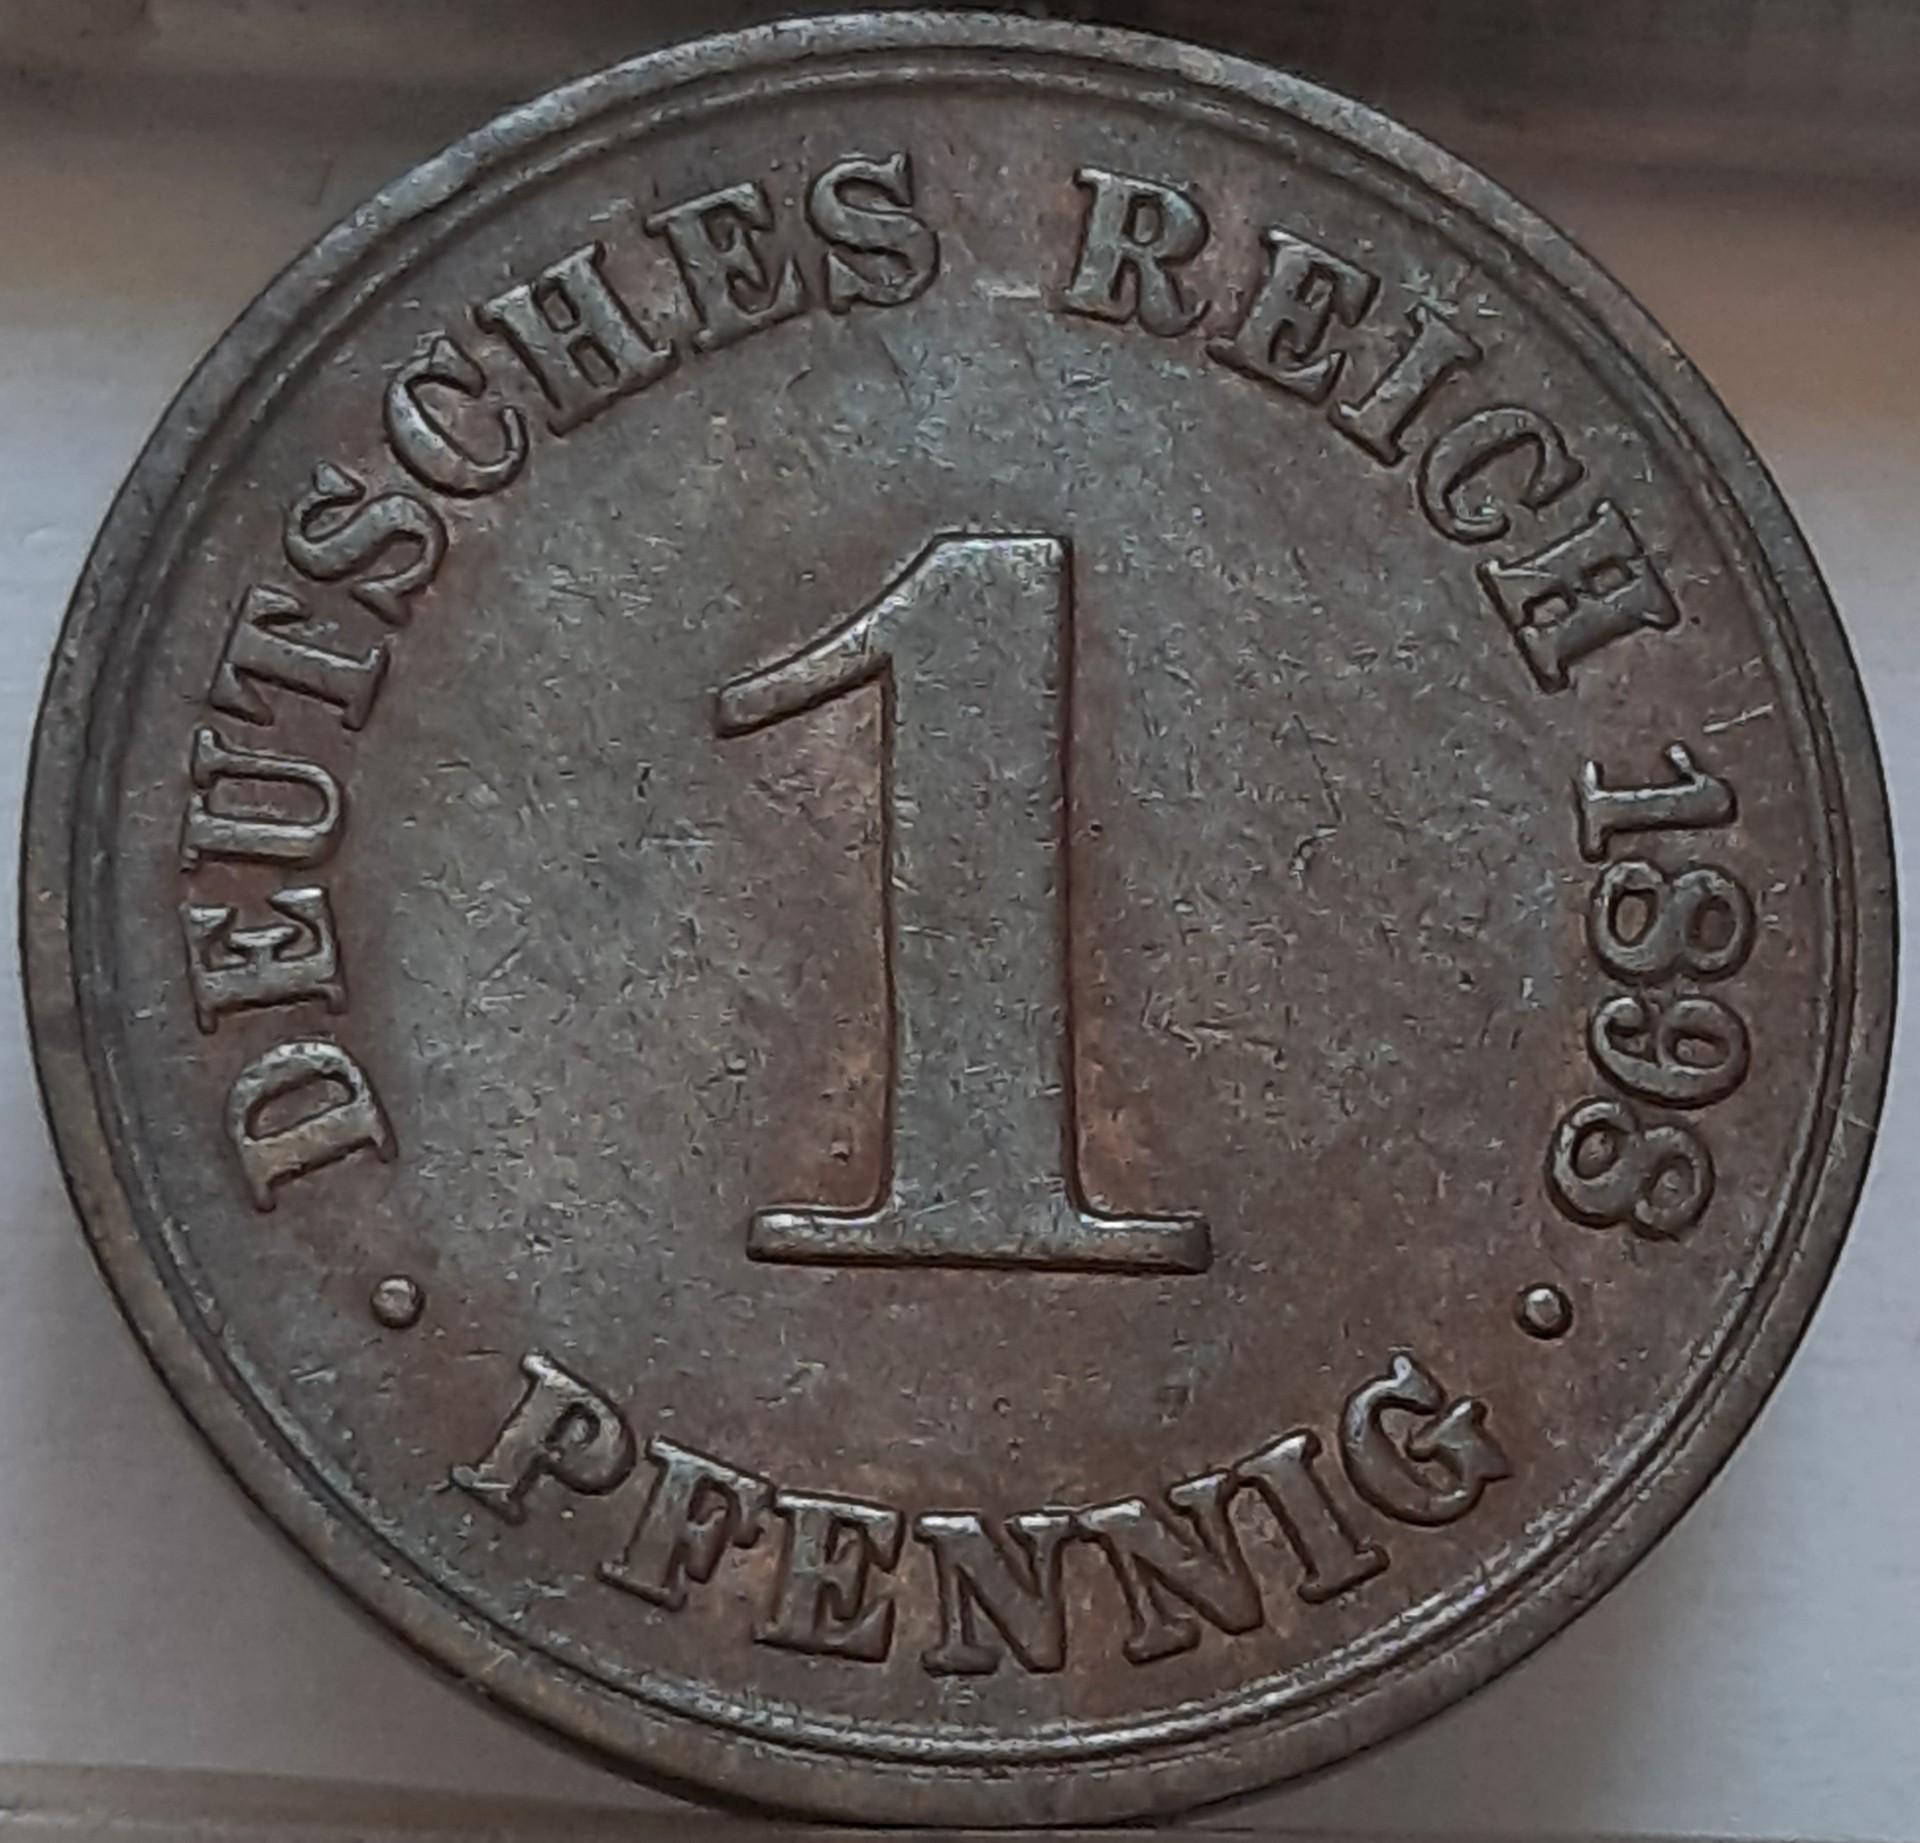 DEUTSCHES REICH 1898
1
• PFENNIG •